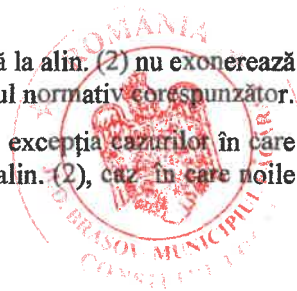 ă la alin. (2) nu exonerează
ul normativ corespunzător.
excepția cazurilor în care
alin. (2), caz în care noile
ROMÂNIA
BRAȘOV MUNICIPIUL